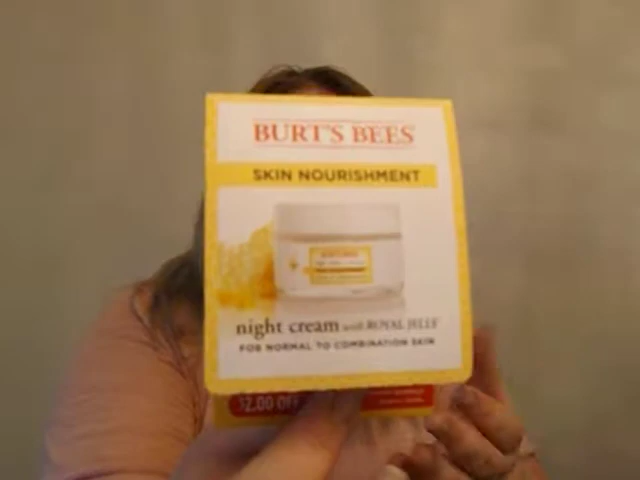 BURT'S BEES
SKIN NOURISHMENT
night cream with ROYAL JELLY
FOR NORMAL TO COMBINATION SKIN
$2.00 OFF